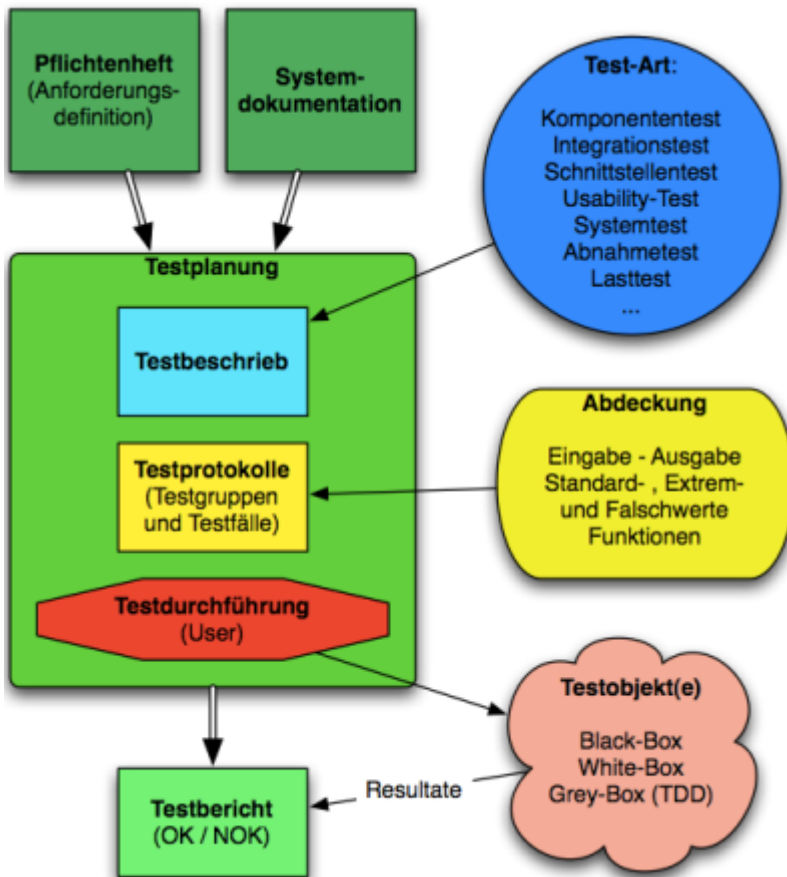 Pflichtenheft
(Anforderungs-
definition)
System-
dokumentation
Test-Art:
Komponententest
Integrationstest
Schnittstellentest
Usability-Test
Systemtest
Abnahmetest
Lasttest
...
Testplanung
Testbeschrieb
Testprotokolle
(Testgruppen
und Testfälle)
Abdeckung
Eingabe - Ausgabe
Standard- , Extrem-
und Falschwerte
Funktionen
Testdurchführung
(User)
Testobjekt(e)
Black-Box
White-Box
Grey-Box (TDD)
Resultate
Testbericht
(OK / NOK)